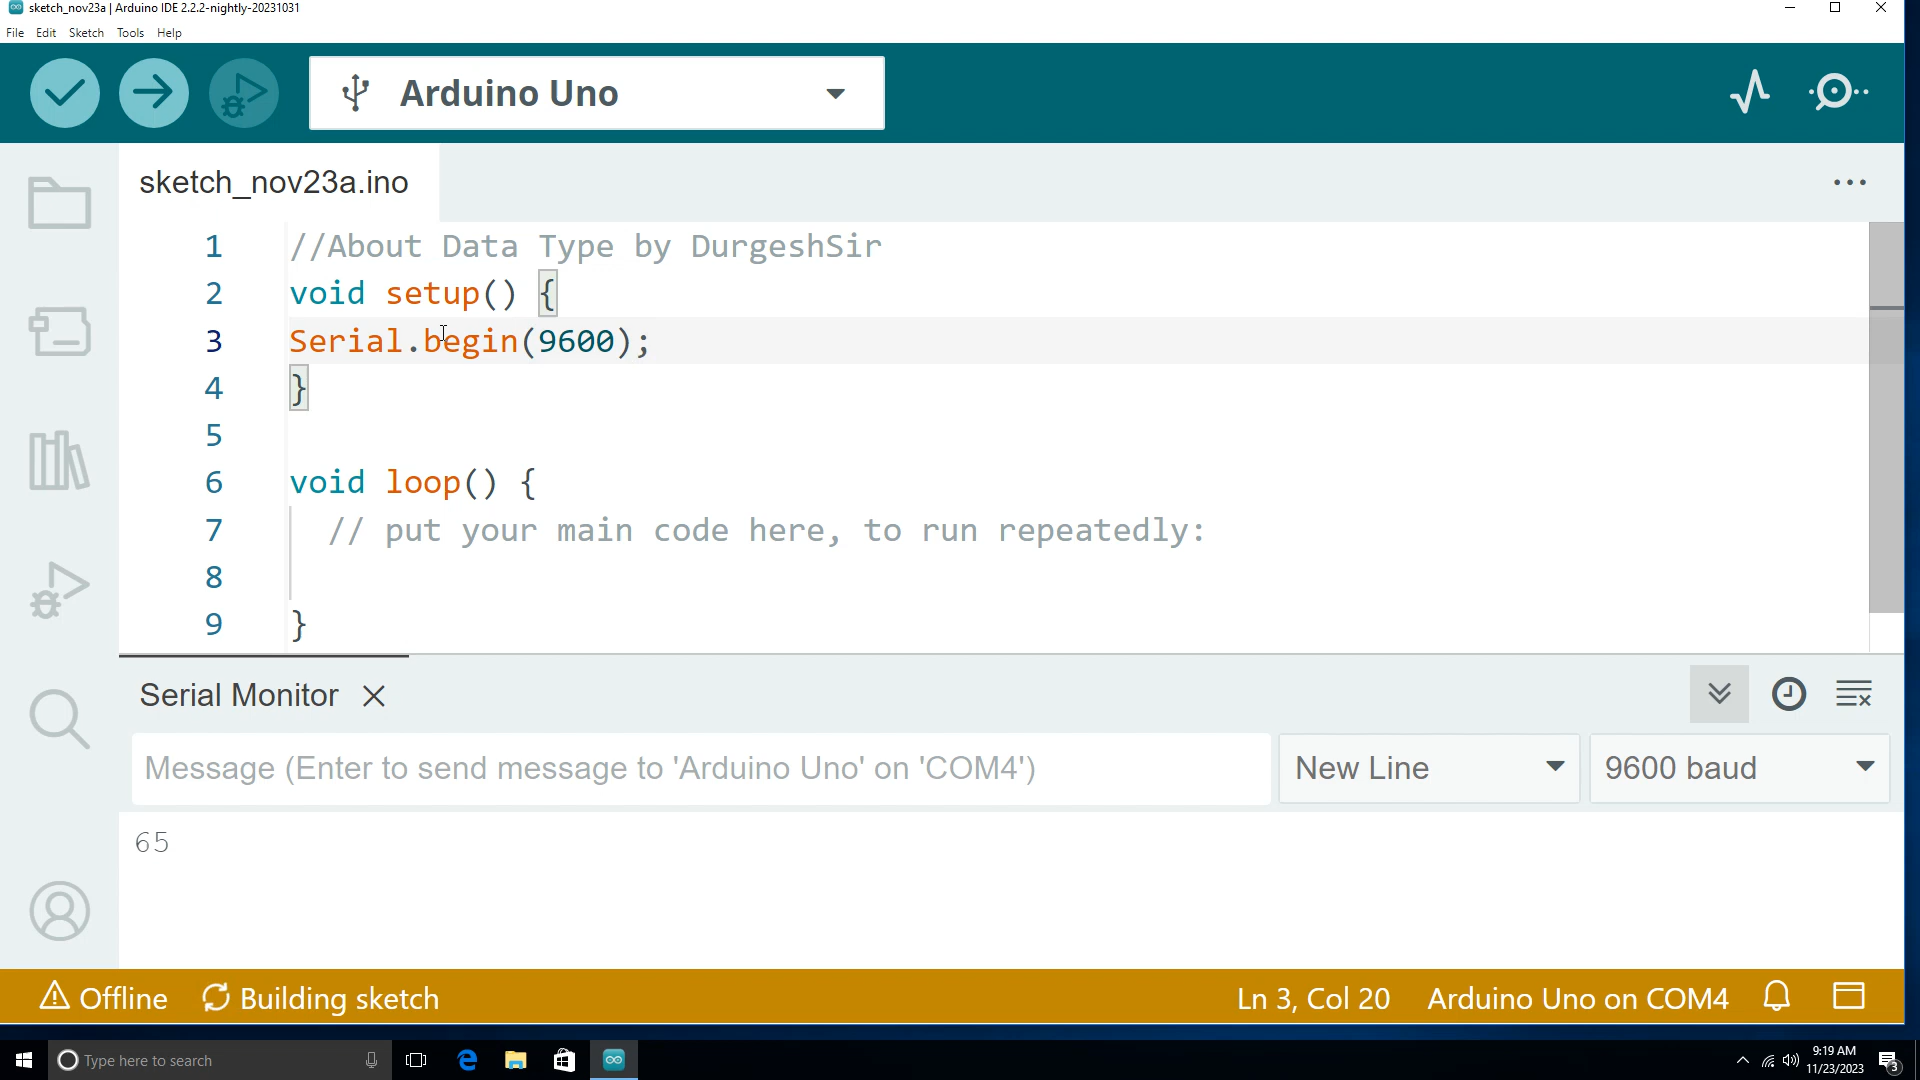 sketch_nov23a | Arduino IDE 2.2.2-nightly-20231031
File Edit Sketch Tools Help
Arduino Uno
sketch_nov23a.ino
1 //About Data Type by DurgeshSir
2 void setup() {
3 Serial.begin(9600);
4 }
5
6 void loop() {
7 // put your main code here, to run repeatedly:
8
9 }
Serial Monitor
Message (Enter to send message to 'Arduino Uno' on 'COM4') New Line 9600 baud
65
Offline Building sketch Ln 3, Col 20 Arduino Uno on COM4
Type here to search 9:19 AM
11/23/2023 3